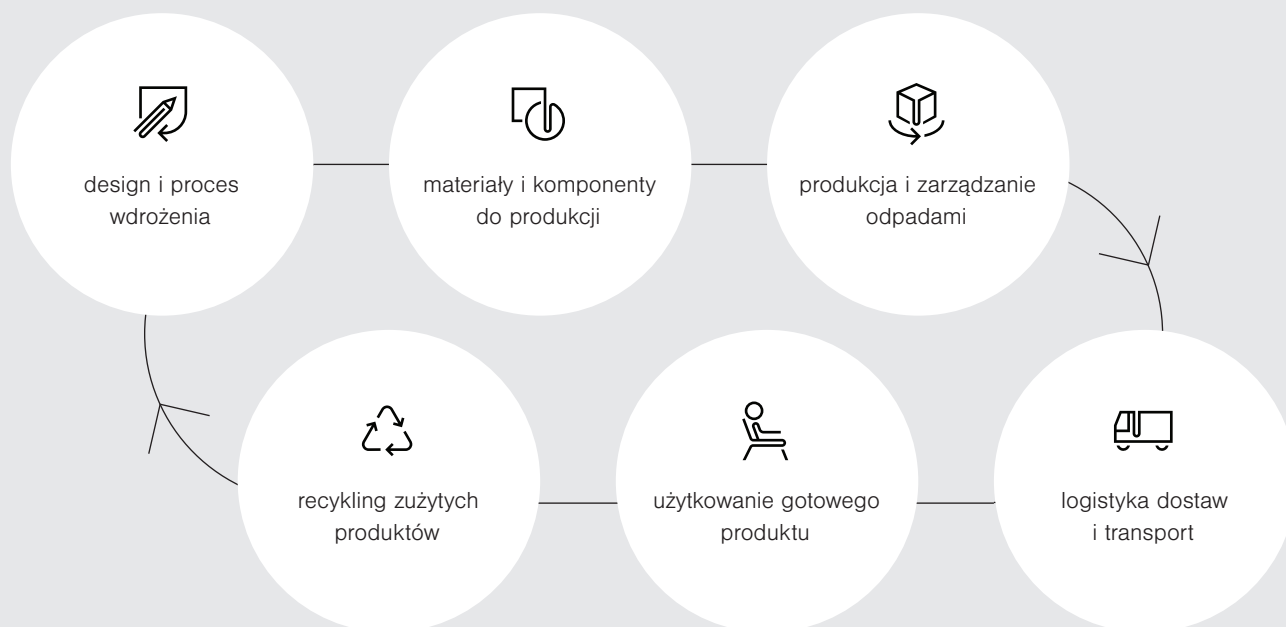 design i proces
wdrożenia
materiały i komponenty
do produkcji
produkcja i zarządzanie
odpadami
recykling zużytych
produktów
użytkowanie gotowego
produktu
logistyka dostaw
i transport